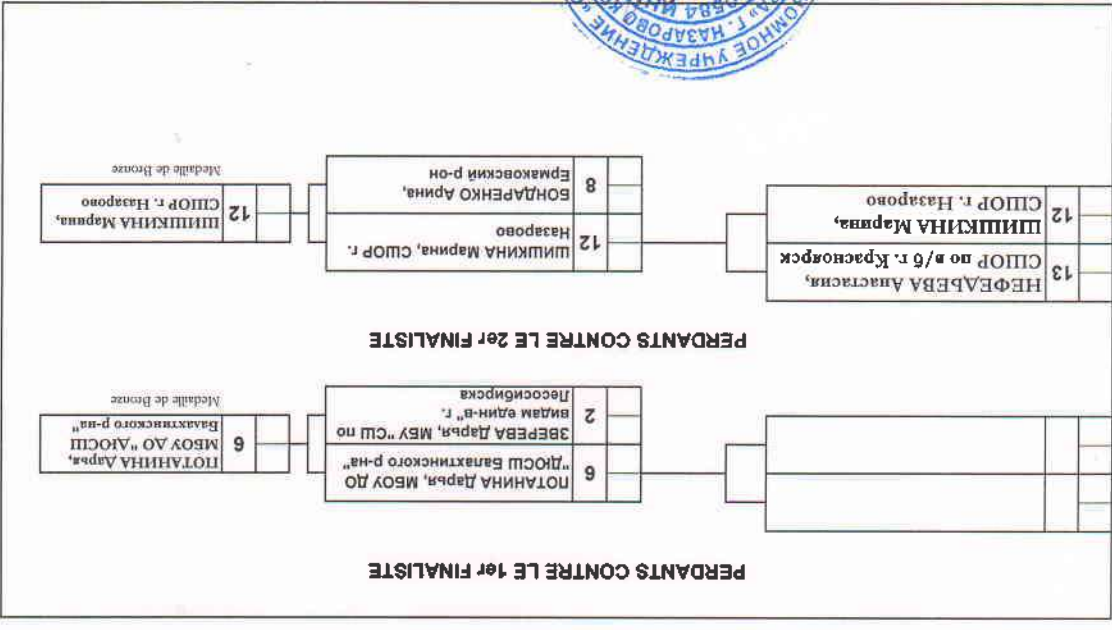 PERDANTS CONTRE LE 1er FINALISTE
6
ПОТАНИНА Дарья, МБОУ ДО
"ДЮСШ Балахтинского р-на"
2
ЗВЕРЕВА Дарья, МБУ "СШ по
видам един-в" г.
Лесосибирска
6
ПОТАНИНА Дарья,
МБОУ ДО "ДЮСШ
Балахтинского р-на"
Medaille de Bronze
PERDANTS CONTRE LE 2er FINALISTE
13
НЕФЕДЬЕВА Анастасия,
СШОР по в/б г. Красноярск
12
ШИШКИНА Марина,
СШОР г. Назарово
12
ШИШКИНА Марина, СШОР г.
Назарово
8
БОНДАРЕНКО Арина,
Ермаковский р-он
12
ШИШКИНА Марина,
СШОР г. Назарово
Medaille de Bronze
УЧРЕЖДЕНИЕ
Г. НАЗАРОВО